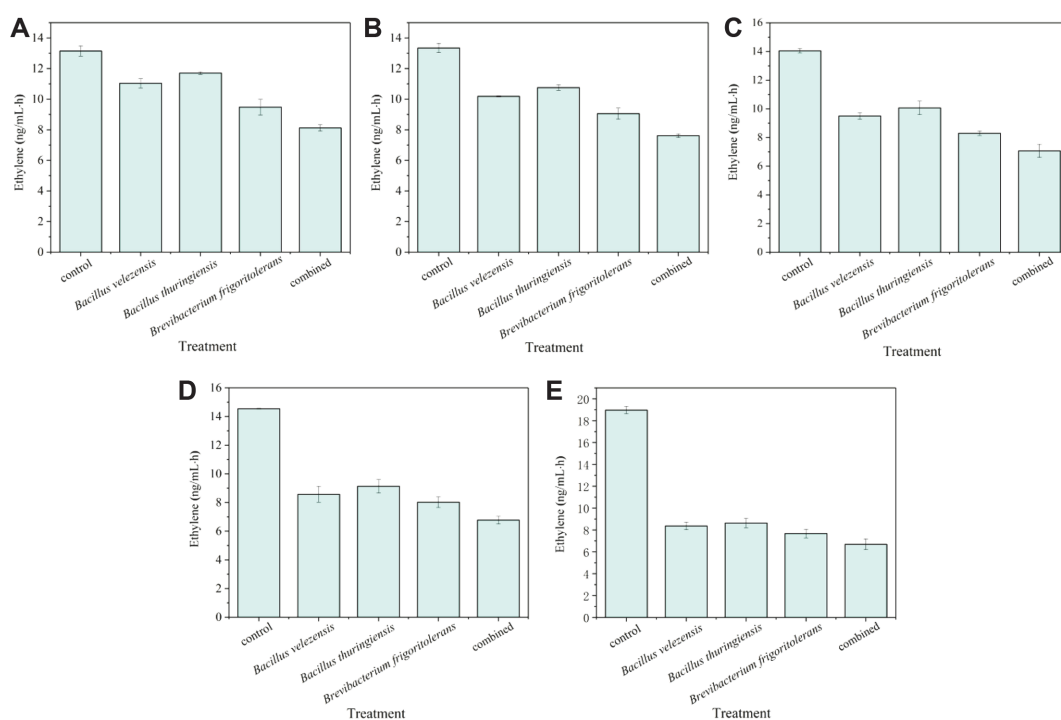 A
Ethylene (ng/mL·h)
14
12
10
8
6
4
2
0
control
Bacillus velezensis
Bacillus thuringiensis
Brevibacterium frigoritolerans
combined
Treatment
B
Ethylene (ng/mL·h)
14
12
10
8
6
4
2
0
control
Bacillus velezensis
Bacillus thuringiensis
Brevibacterium frigoritolerans
combined
Treatment
C
Ethylene (ng/mL·h)
16
14
12
10
8
6
4
2
0
control
Bacillus velezensis
Bacillus thuringiensis
Brevibacterium frigoritolerans
combined
Treatment
D
Ethylene (ng/mL·h)
16
14
12
10
8
6
4
2
0
control
Bacillus velezensis
Bacillus thuringiensis
Brevibacterium frigoritolerans
combined
Treatment
E
Ethylene (ng/mL·h)
20
18
16
14
12
10
8
6
4
2
0
control
Bacillus velezensis
Bacillus thuringiensis
Brevibacterium frigoritolerans
combined
Treatment